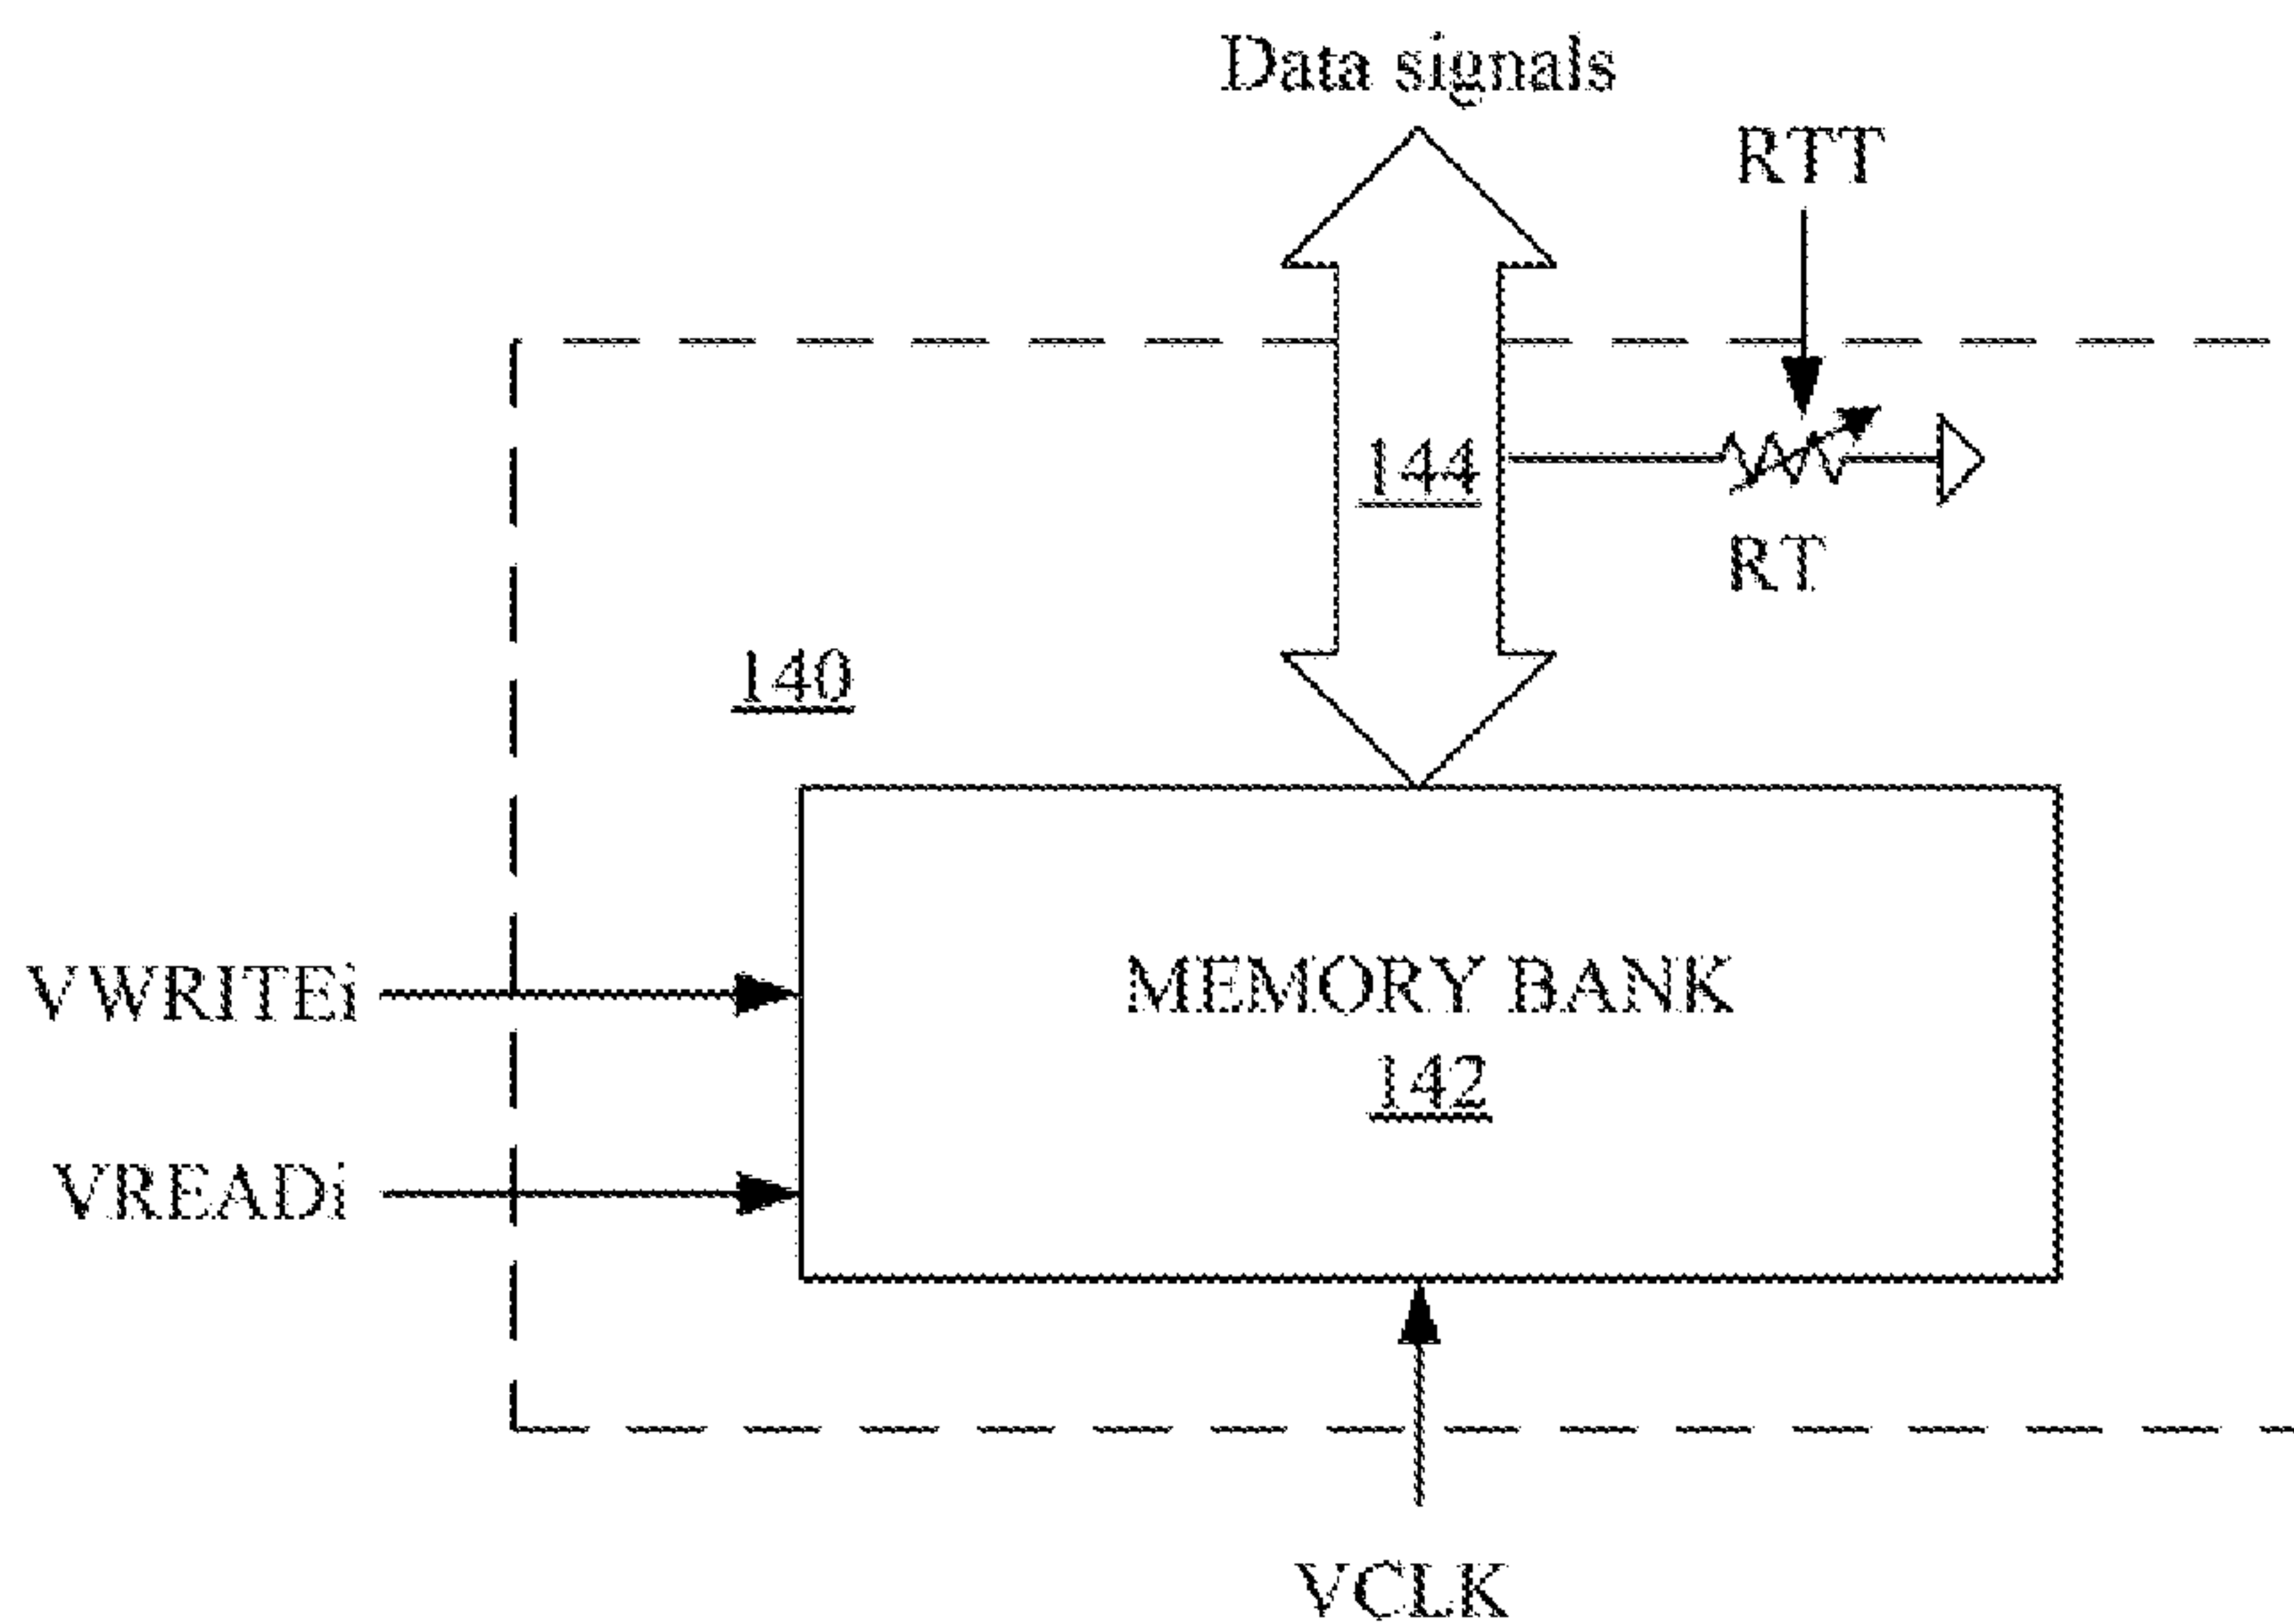 Data signals
RTT
144
RT
140
VWRITEi
MEMORY BANK
142
VREADi
VCLK